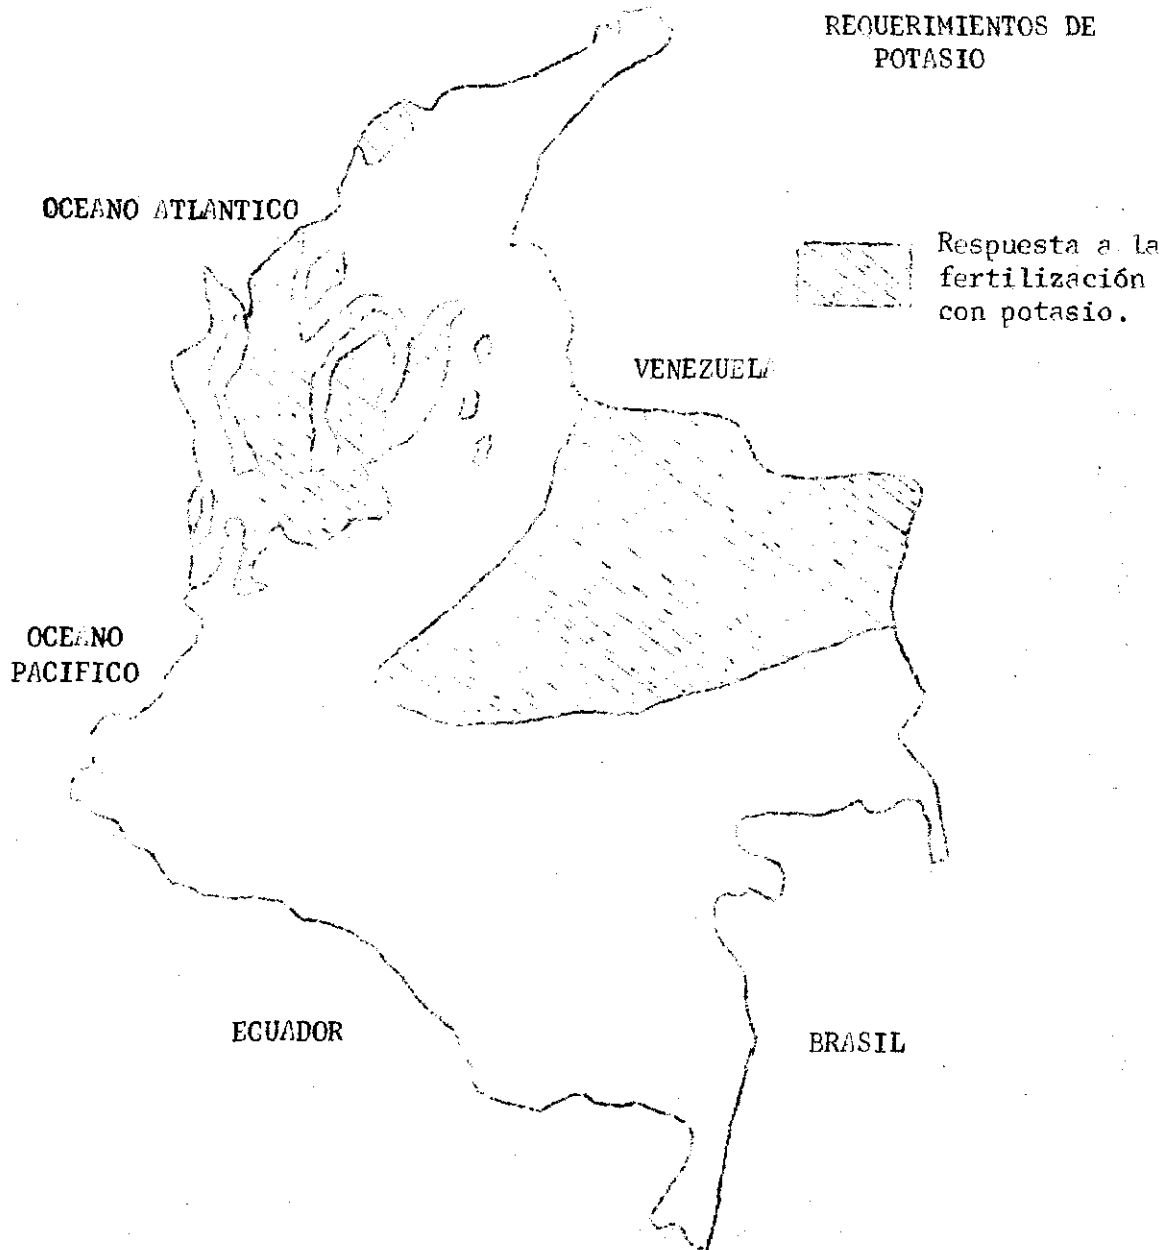 REQUERIMIENTOS DE
POTASIO
OCEANO ATLANTICO
Respuesta a la
fertilización
con potasio.
VENEZUELA
OCEANO
PACIFICO
ECUADOR
BRASIL